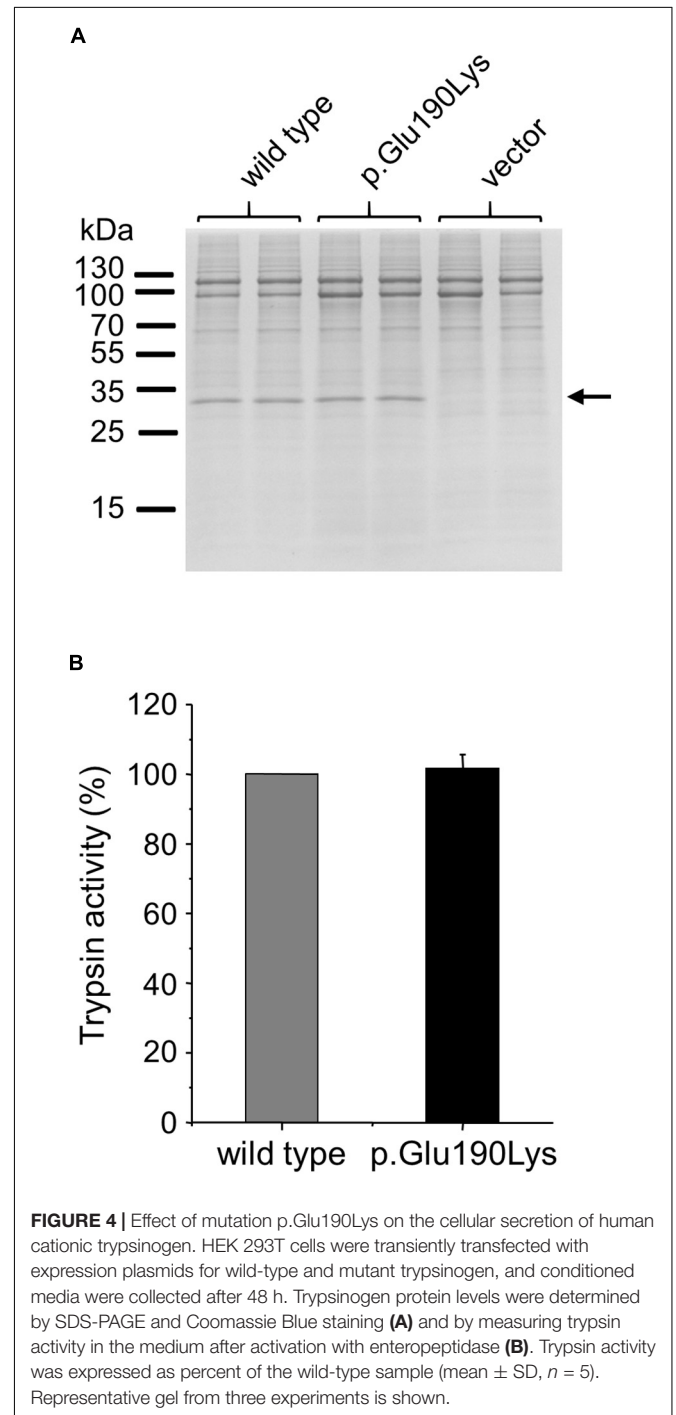 A
wild type
p.Glu190Lys
vector
kDa
130
100
70
55
35
25
15
B
Trypsin activity (%)
120
100
80
60
40
20
0
wild type p.Glu190Lys
FIGURE 4 | Effect of mutation p.Glu190Lys on the cellular secretion of human
cationic trypsinogen. HEK 293T cells were transiently transfected with
expression plasmids for wild-type and mutant trypsinogen, and conditioned
media were collected after 48 h. Trypsinogen protein levels were determined
by SDS-PAGE and Coomassie Blue staining (A) and by measuring trypsin
activity in the medium after activation with enteropeptidase (B). Trypsin activity
was expressed as percent of the wild-type sample (mean ± SD, n = 5).
Representative gel from three experiments is shown.